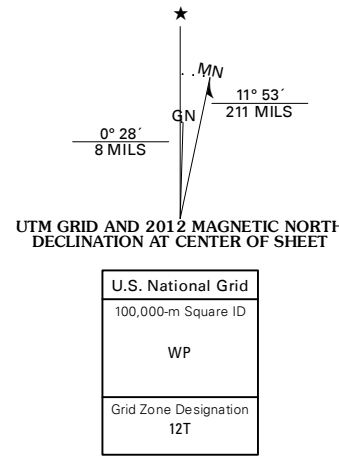 ★
MN
GN
11° 53´
211 MILS
0° 28´
8 MILS
UTM GRID AND 2012 MAGNETIC NORTH
DECLINATION AT CENTER OF SHEET
U.S. National Grid
100,000-m Square ID
WP
Grid Zone Designation
12T